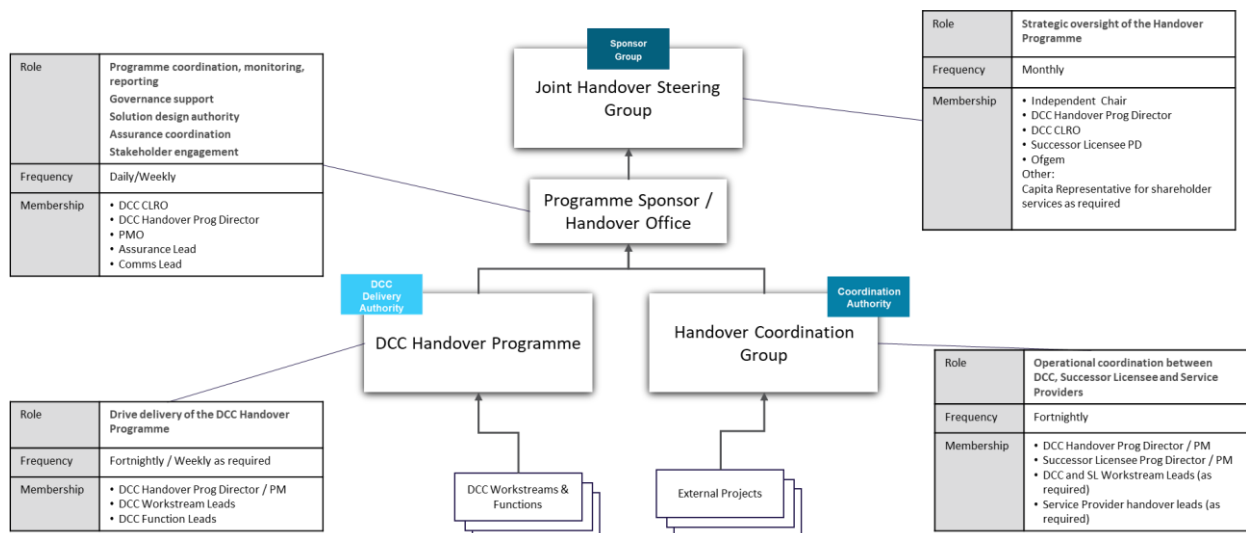 Sponsor
Group
Joint Handover Steering
Group
Role
Strategic oversight of the Handover
Programme
Frequency
Monthly
Membership
• Independent Chair
• DCC Handover Prog Director
• DCC CLRO
• Successor Licensee PD
• Ofgem
Other:
Capita Representative for shareholder
services as required
Role
Programme coordination, monitoring,
reporting
Governance support
Solution design authority
Assurance coordination
Stakeholder engagement
Frequency
Daily/Weekly
Membership
• DCC CLRO
• DCC Handover Prog Director
• PMO
• Assurance Lead
• Comms Lead
Programme Sponsor /
Handover Office
DCC
Delivery
Authority
DCC Handover Programme
Coordination
Authority
Handover Coordination
Group
Role
Drive delivery of the DCC Handover
Programme
Frequency
Fortnightly / Weekly as required
Membership
• DCC Handover Prog Director / PM
• DCC Workstream Leads
• DCC Function Leads
DCC Workstreams &
Functions
External Projects
Role
Operational coordination between
DCC, Successor Licensee and Service
Providers
Frequency
Fortnightly
Membership
• DCC Handover Prog Director / PM
• Successor Licensee Prog Director / PM
• DCC and SL Workstream Leads (as
required)
• Service Provider handover leads (as
required)